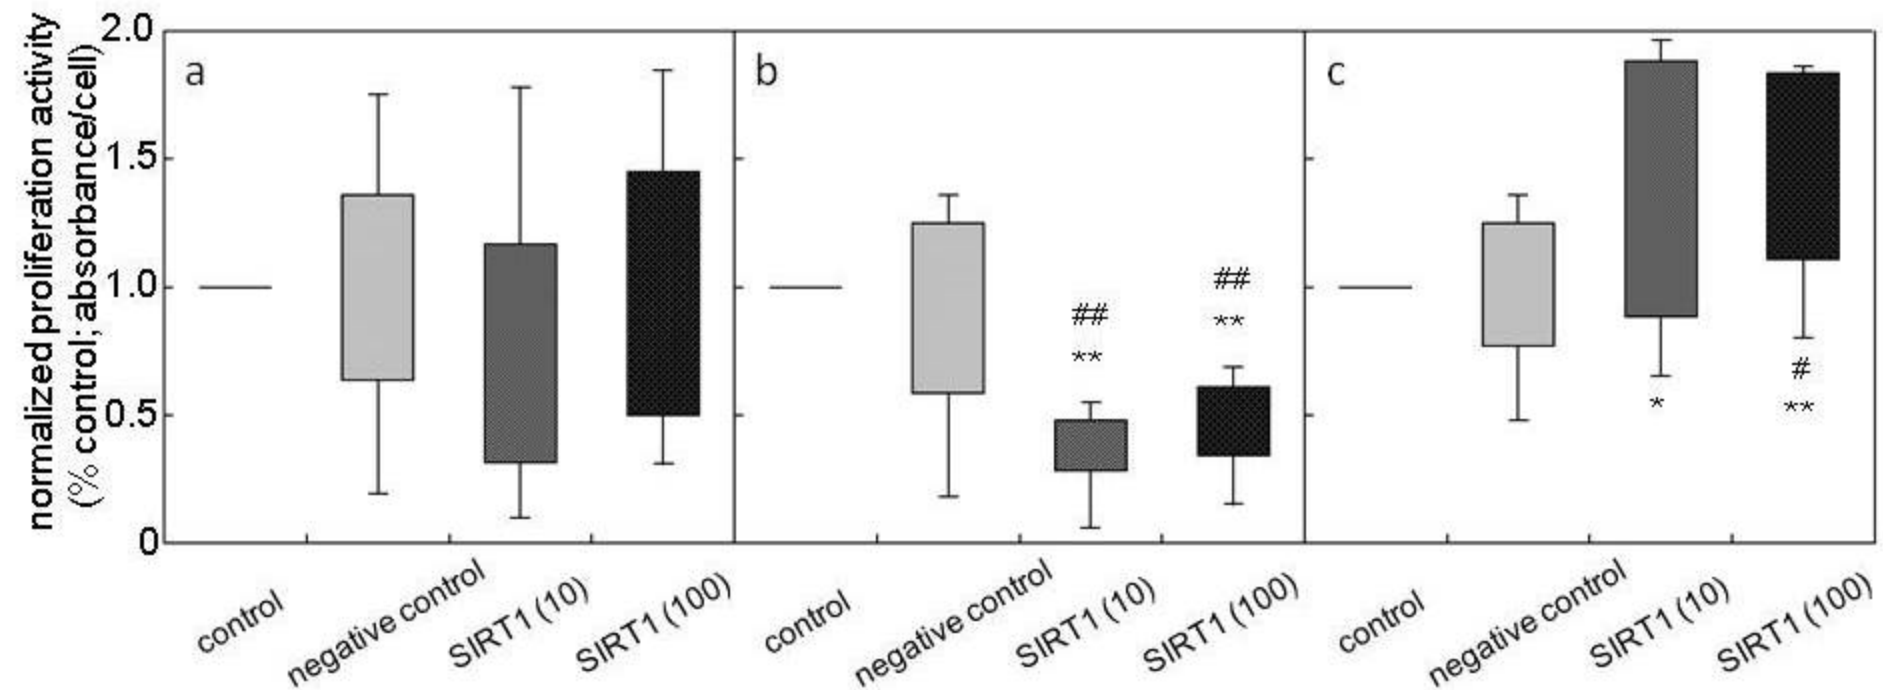 normalized proliferation activity
(% control; absorbance/cell)
2.0
1.5
1.0
0.5
0
a
b
c
##
**
##
**
*
#
**
control
negative control
SIRT1 (10)
SIRT1 (100)
control
negative control
SIRT1 (10)
SIRT1 (100)
control
negative control
SIRT1 (10)
SIRT1 (100)